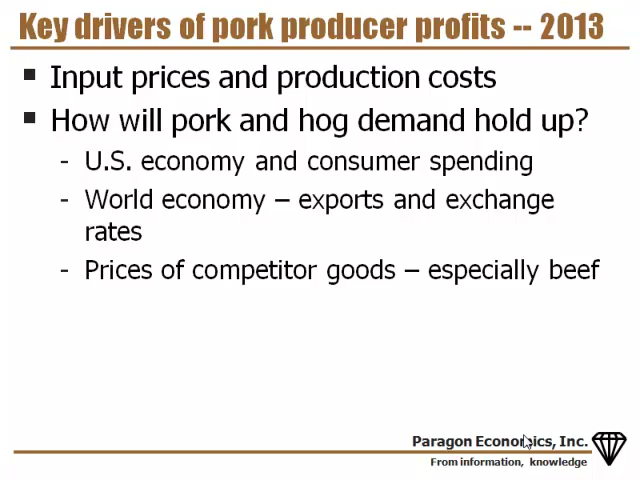 Key drivers of pork producer profits -- 2013
▪ Input prices and production costs
▪ How will pork and hog demand hold up?
- U.S. economy and consumer spending
- World economy – exports and exchange
rates
- Prices of competitor goods – especially beef
Paragon Economics, Inc.
From information, knowledge